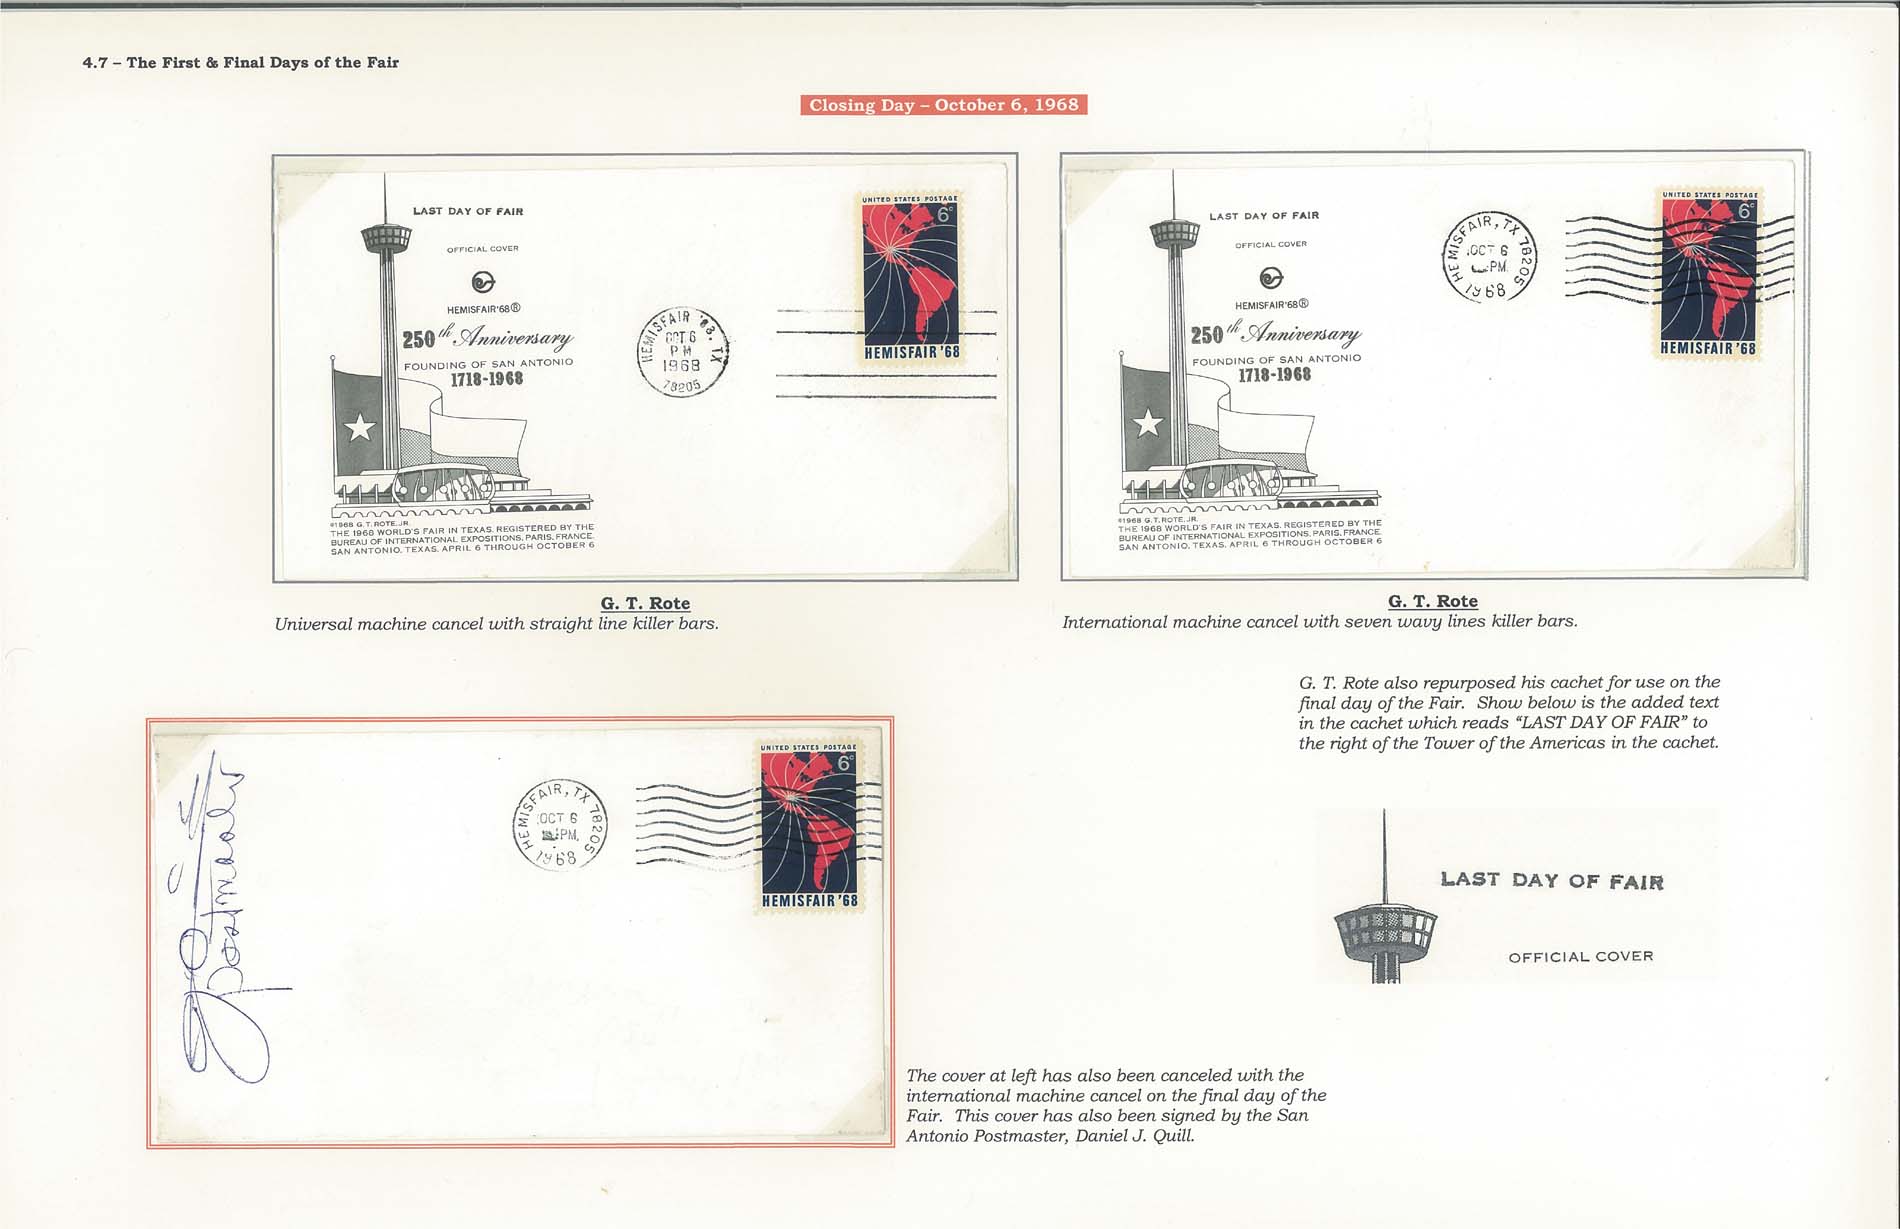 4.7 – The First & Final Days of the Fair
Closing Day – October 6, 1968
LAST DAY OF FAIR
OFFICIAL COVER
HEMISFAIR'68®
250th Anniversary
FOUNDING OF SAN ANTONIO
1718-1968
©1968 G.T. ROTE, JR.
THE 1968 WORLD'S FAIR IN TEXAS. REGISTERED BY THE
BUREAU OF INTERNATIONAL EXPOSITIONS, PARIS, FRANCE.
SAN ANTONIO, TEXAS. APRIL 6 THROUGH OCTOBER 6
HEMISFAIR '68, TX
OCT 6
PM
1968
78205
UNITED STATES POSTAGE
6c
HEMISFAIR '68
LAST DAY OF FAIR
OFFICIAL COVER
HEMISFAIR'68®
250th Anniversary
FOUNDING OF SAN ANTONIO
1718-1968
©1968 G.T. ROTE, JR.
THE 1968 WORLD'S FAIR IN TEXAS. REGISTERED BY THE
BUREAU OF INTERNATIONAL EXPOSITIONS, PARIS, FRANCE.
SAN ANTONIO, TEXAS. APRIL 6 THROUGH OCTOBER 6
HEMISFAIR, TX 78205
OCT 6
PM
1968
UNITED STATES POSTAGE
6c
HEMISFAIR '68
G. T. Rote
Universal machine cancel with straight line killer bars.
G. T. Rote
International machine cancel with seven wavy lines killer bars.
G. T. Rote also repurposed his cachet for use on the
final day of the Fair. Show below is the added text
in the cachet which reads “LAST DAY OF FAIR” to
the right of the Tower of the Americas in the cachet.
Postmaster
HEMISFAIR, TX 78205
OCT 6
PM.
1968
UNITED STATES POSTAGE
6c
HEMISFAIR '68
LAST DAY OF FAIR
OFFICIAL COVER
The cover at left has also been canceled with the
international machine cancel on the final day of the
Fair. This cover has also been signed by the San
Antonio Postmaster, Daniel J. Quill.